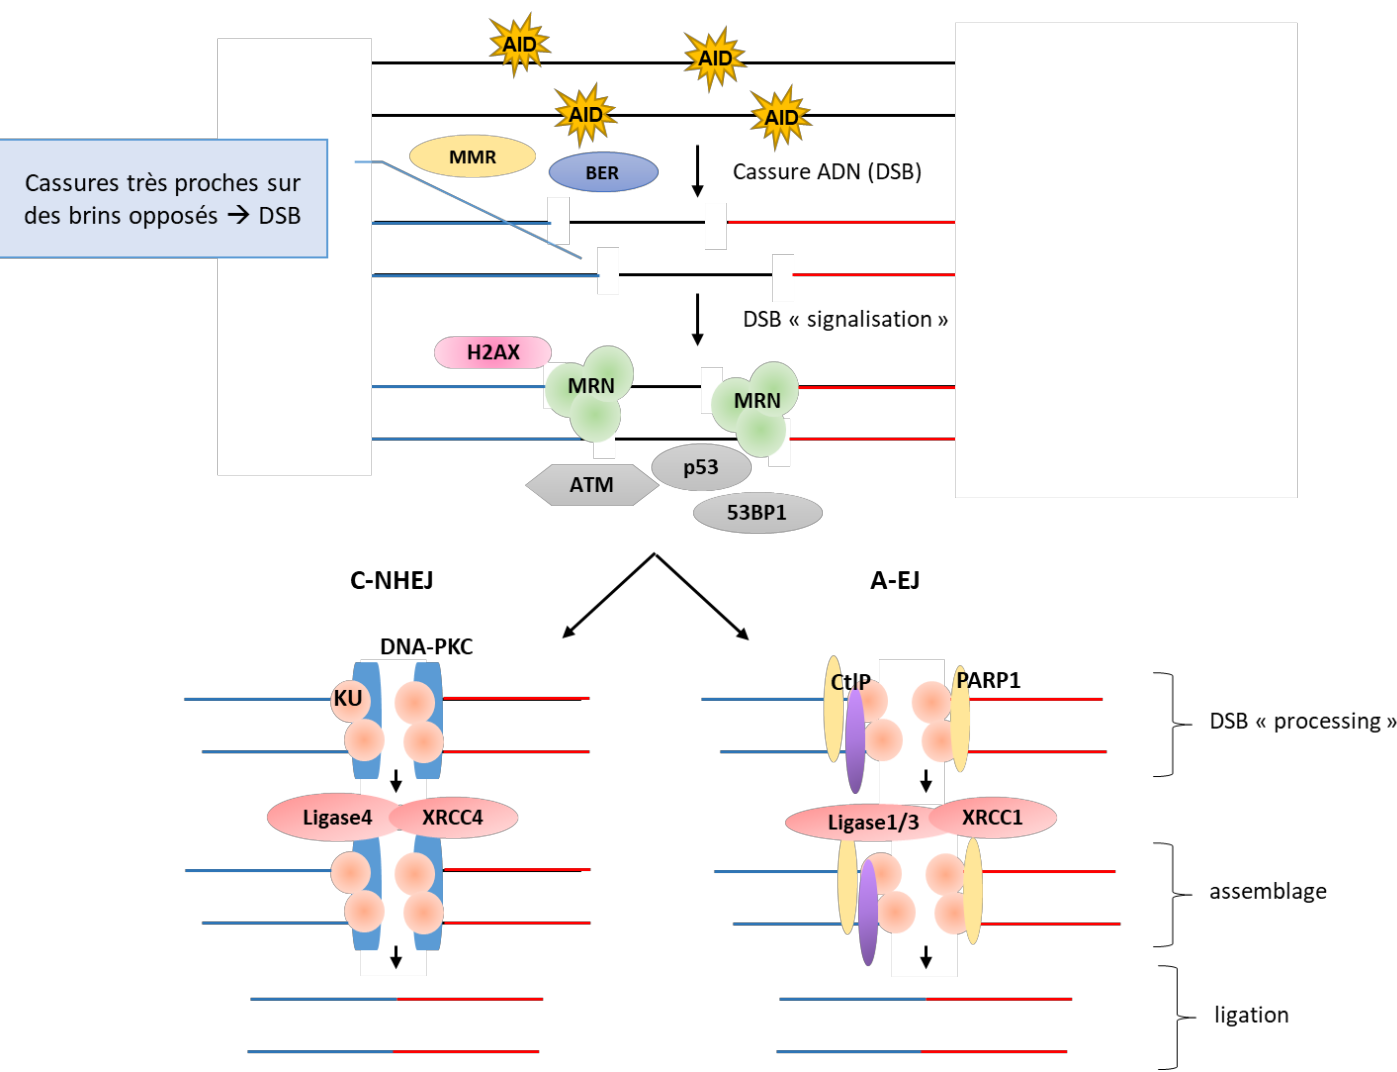 AID
AID
AID
AID
MMR
BER
Cassure ADN (DSB)
Cassures très proches sur
des brins opposés → DSB
DSB « signalisation »
H2AX
MRN
MRN
p53
ATM
53BP1
C-NHEJ
A-EJ
DNA-PKC
KU
CtIP
PARP1
DSB « processing »
Ligase4
XRCC4
Ligase1/3
XRCC1
assemblage
ligation